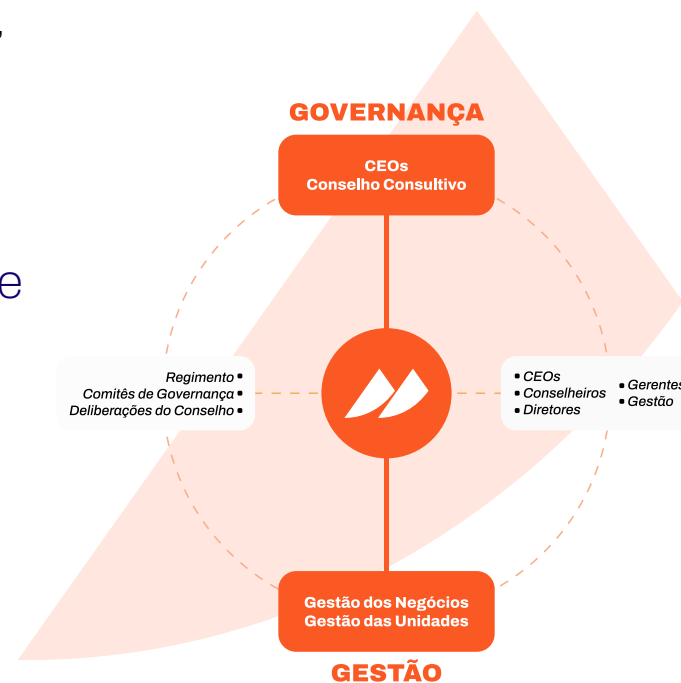 ,
GOVERNANÇA
CEOs
Conselho Consultivo
e
Regimento
Comitês de Governança
Deliberações do Conselho
CEOs
Conselheiros
Diretores
Gerentes
Gestão
Gestão dos Negócios
Gestão das Unidades
GESTÃO